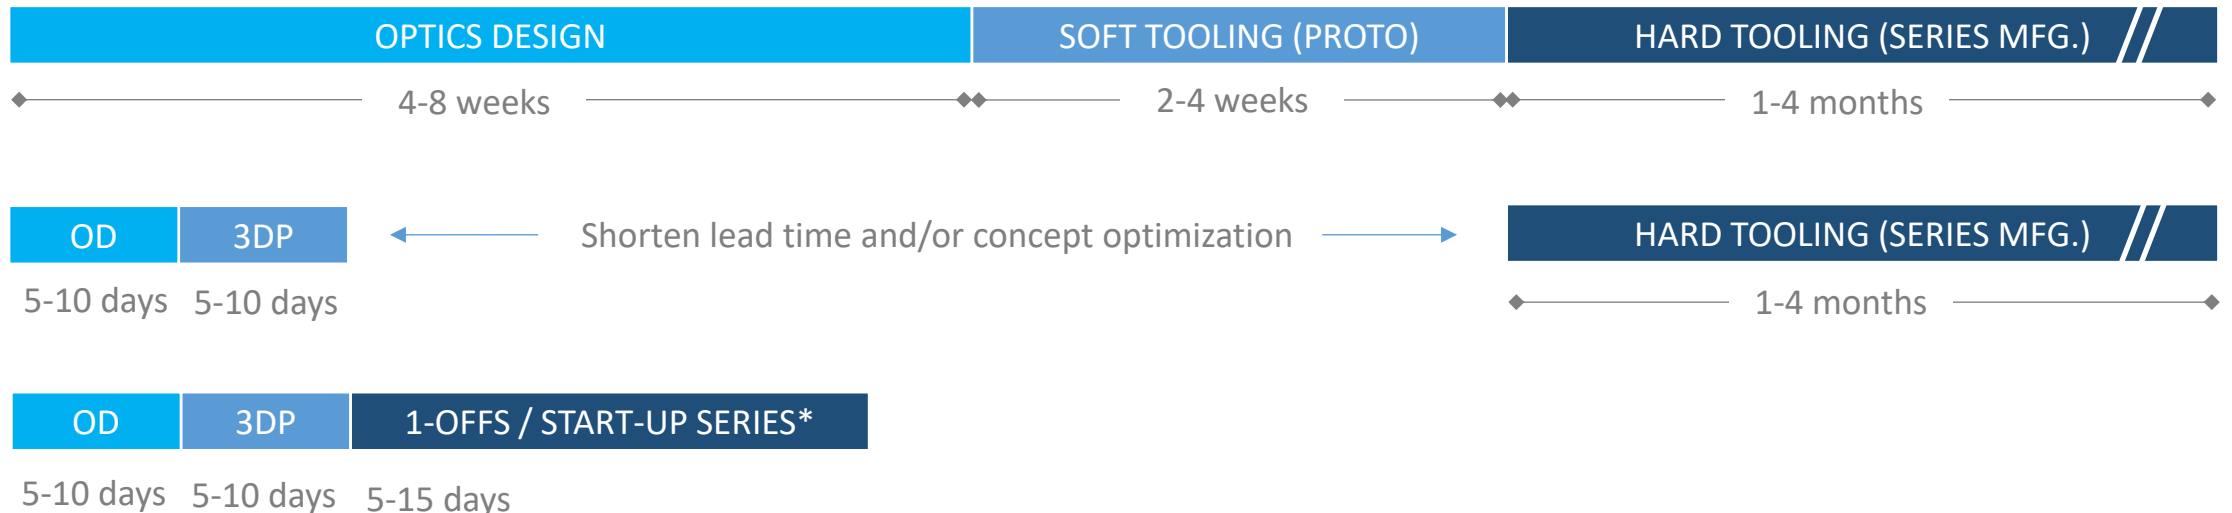 OPTICS DESIGN SOFT TOOLING (PROTO) HARD TOOLING (SERIES MFG.)
4-8 weeks 2-4 weeks 1-4 months
OD 3DP Shorten lead time and/or concept optimization HARD TOOLING (SERIES MFG.)
5-10 days 5-10 days 1-4 months
OD 3DP 1-OFFS / START-UP SERIES*
5-10 days 5-10 days 5-15 days